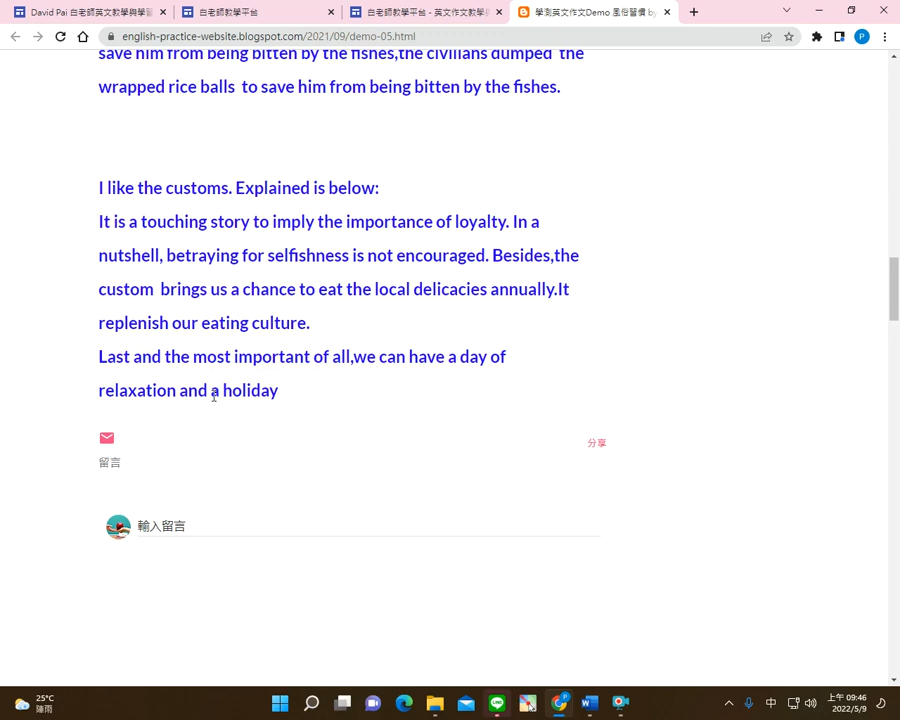 David Pai 白老師英文教學與學習
白老師教學平台
白老師教學平台 - 英文作文教學
學測英文作文Demo 風俗習慣 by
english-practice-website.blogspot.com/2021/09/demo-05.html
P
save him from being bitten by the fishes,the civilians dumped the
wrapped rice balls to save him from being bitten by the fishes.
I like the customs. Explained is below:
It is a touching story to imply the importance of loyalty. In a
nutshell, betraying for selfishness is not encouraged. Besides,the
custom brings us a chance to eat the local delicacies annually.It
replenish our eating culture.
Last and the most important of all,we can have a day of
relaxation and a holiday
分享
留言
輸入留言
25°C
陣雨
中
上午 09:46
2022/5/9